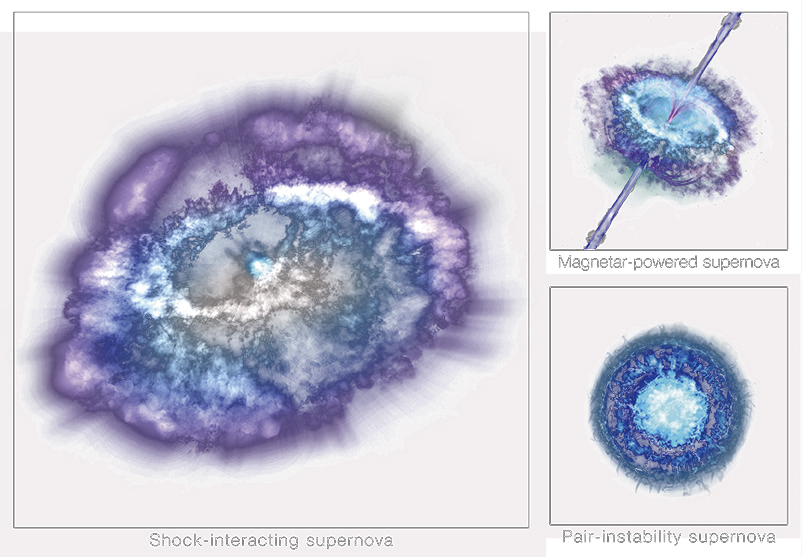 Shock-interacting supernova
Magnetar-powered supernova
Pair-instability supernova